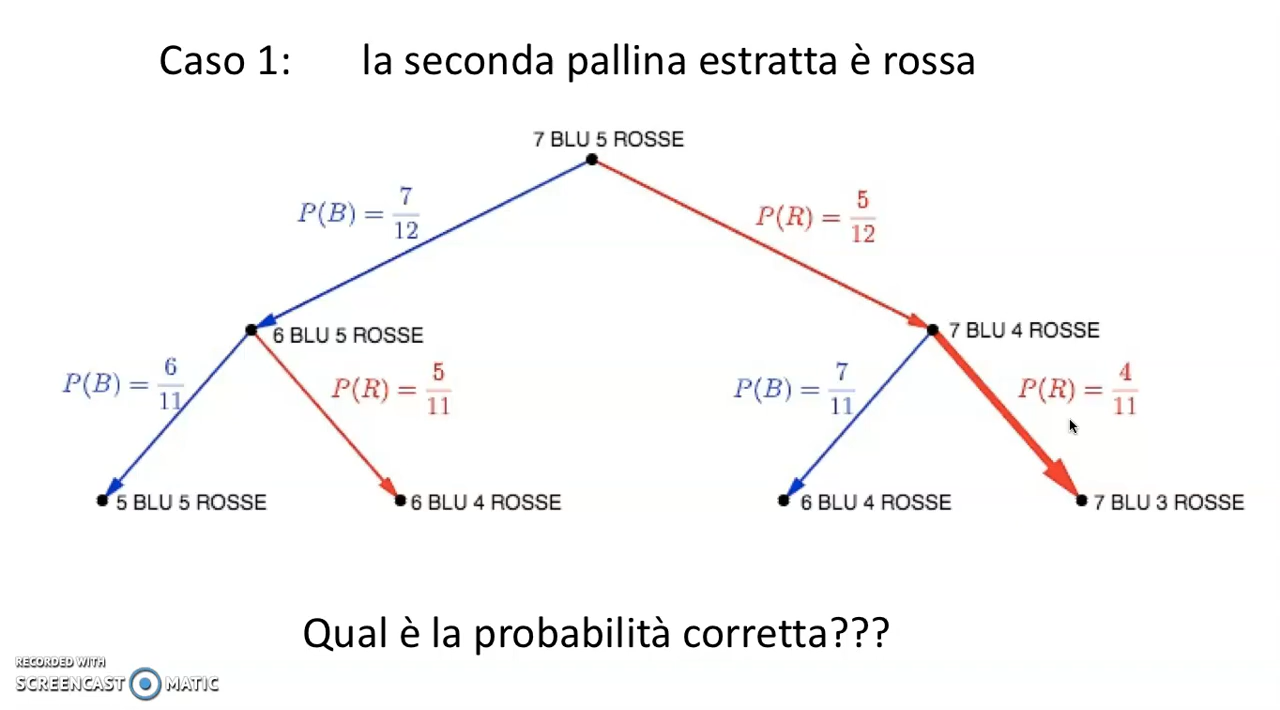 Caso 1: la seconda pallina estratta è rossa
7 BLU 5 ROSSE
P(B) = 7/12
P(R) = 5/12
6 BLU 5 ROSSE
7 BLU 4 ROSSE
P(B) = 6/11
P(R) = 5/11
P(B) = 7/11
P(R) = 4/11
5 BLU 5 ROSSE
6 BLU 4 ROSSE
6 BLU 4 ROSSE
7 BLU 3 ROSSE
Qual è la probabilità corretta???
RECORDED WITH
SCREENCAST MATIC